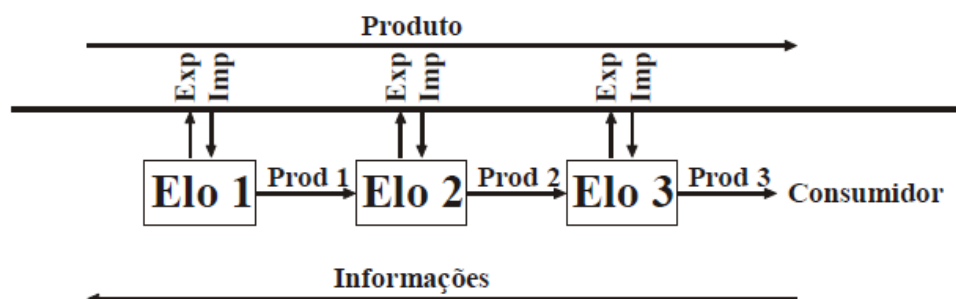 Produto
Exp Imp Exp Imp Exp Imp
Elo 1 Prod 1 Elo 2 Prod 2 Elo 3 Prod 3 Consumidor
Informações